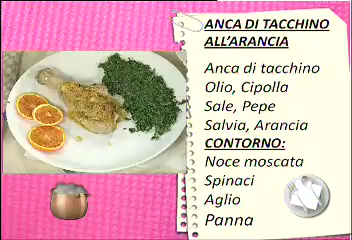 ANCA DI TACCHINO
ALL'ARANCIA
Anca di tacchino
Olio, Cipolla
Sale, Pepe
Salvia, Arancia
CONTORNO:
Noce moscata
Spinaci
Aglio
Panna